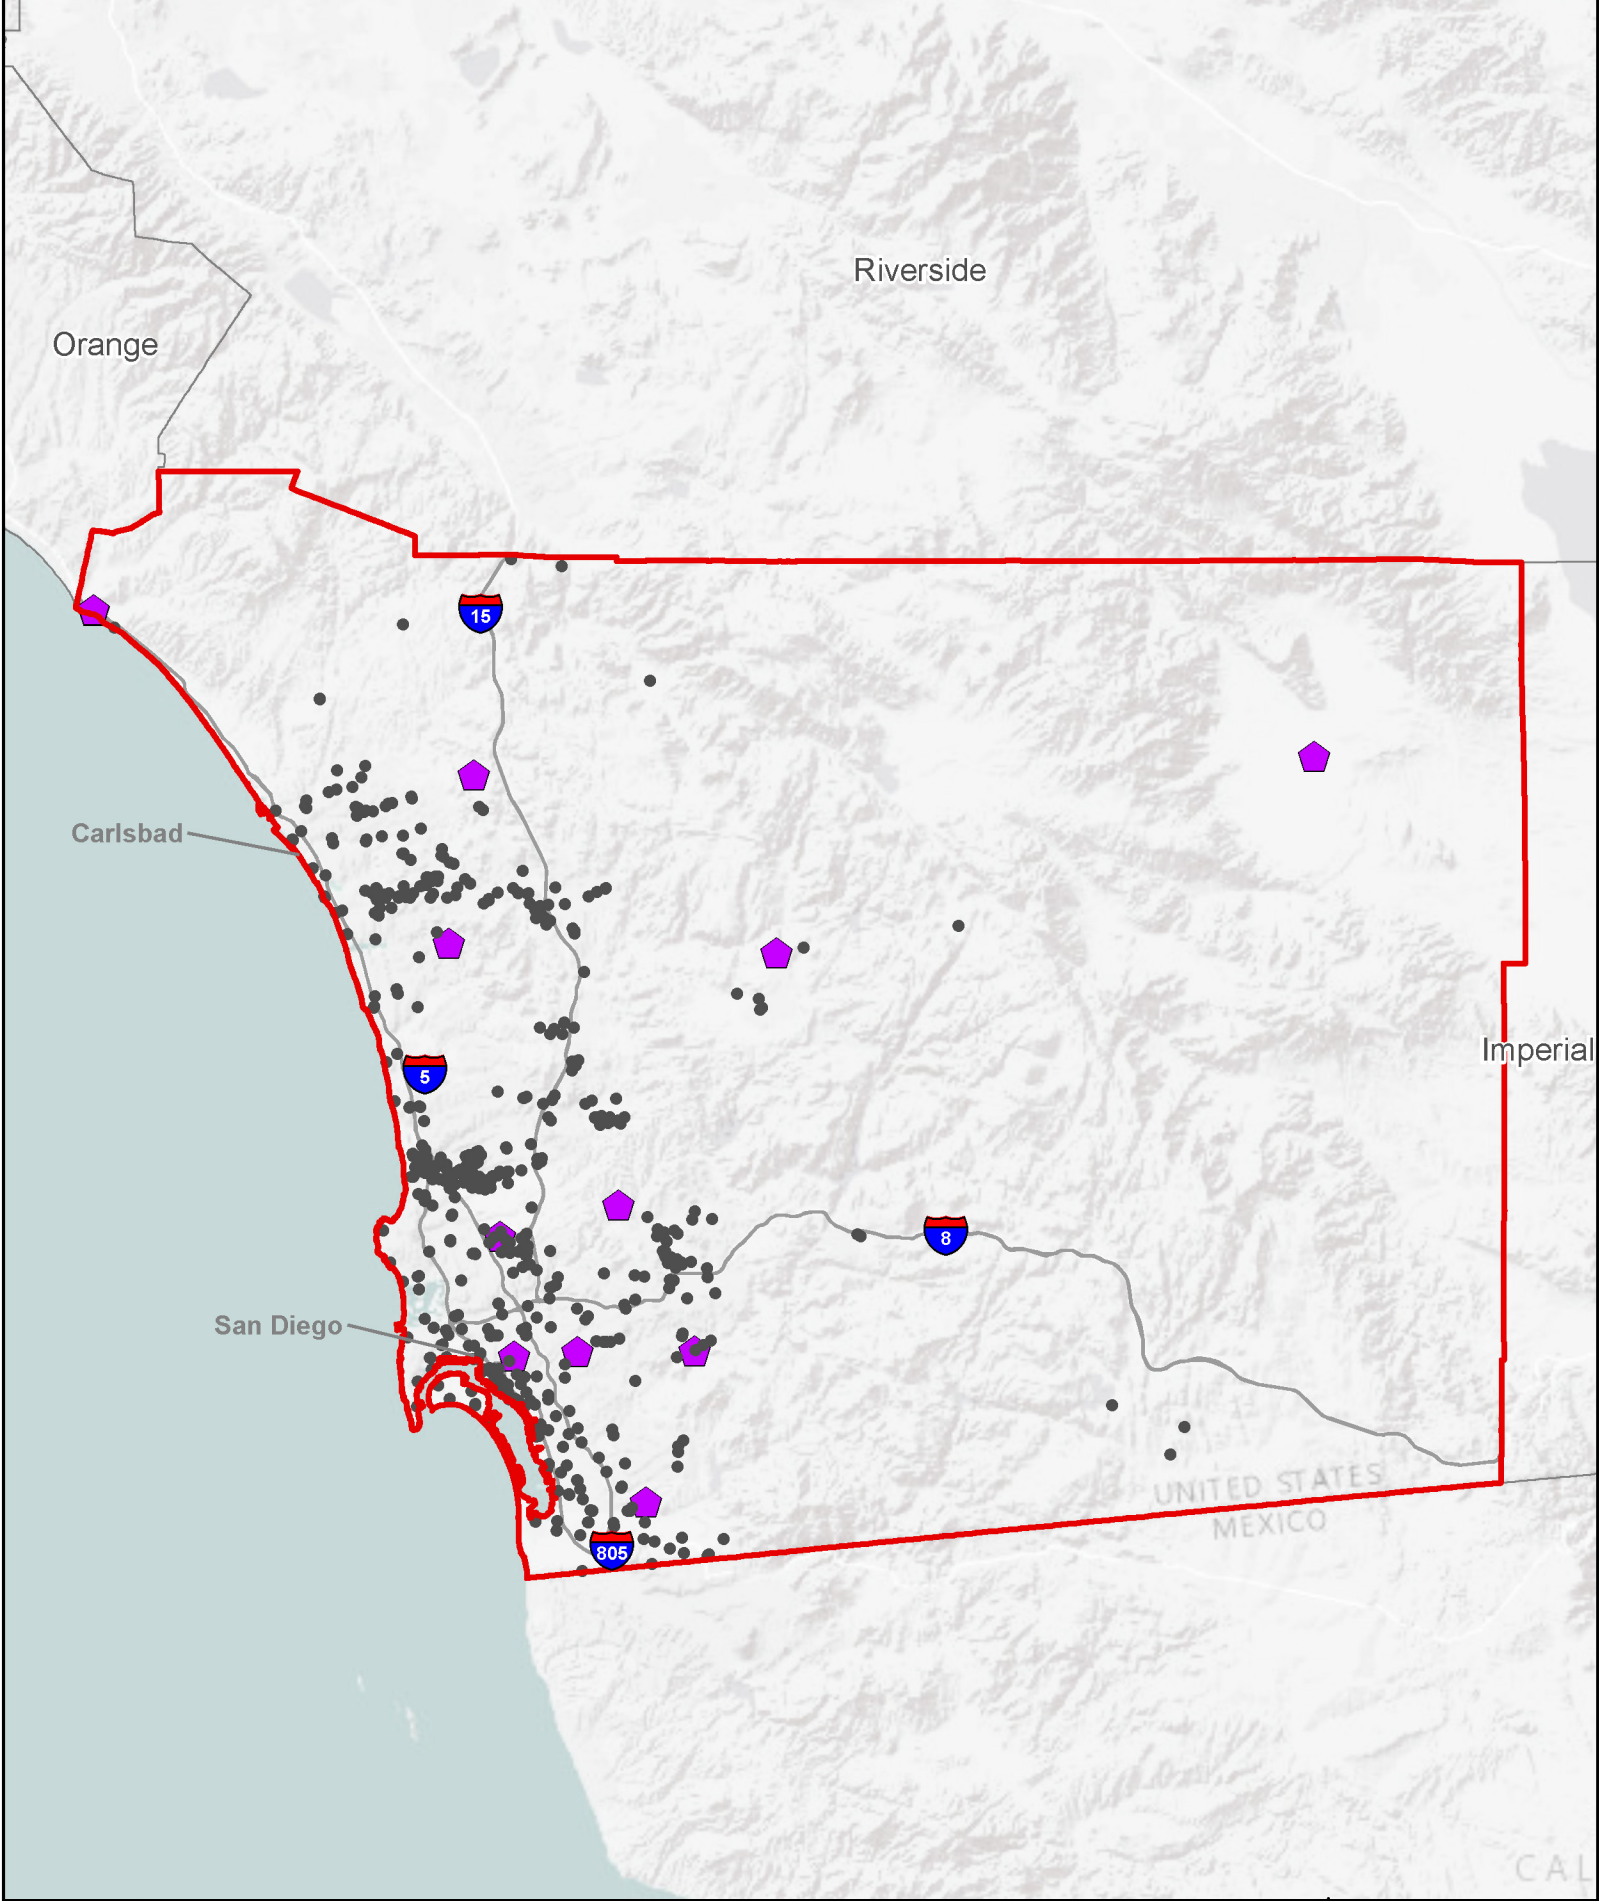 Riverside
Orange
15
Carlsbad
Imperial
5
8
San Diego
UNITED STATES
MEXICO
805
CAL